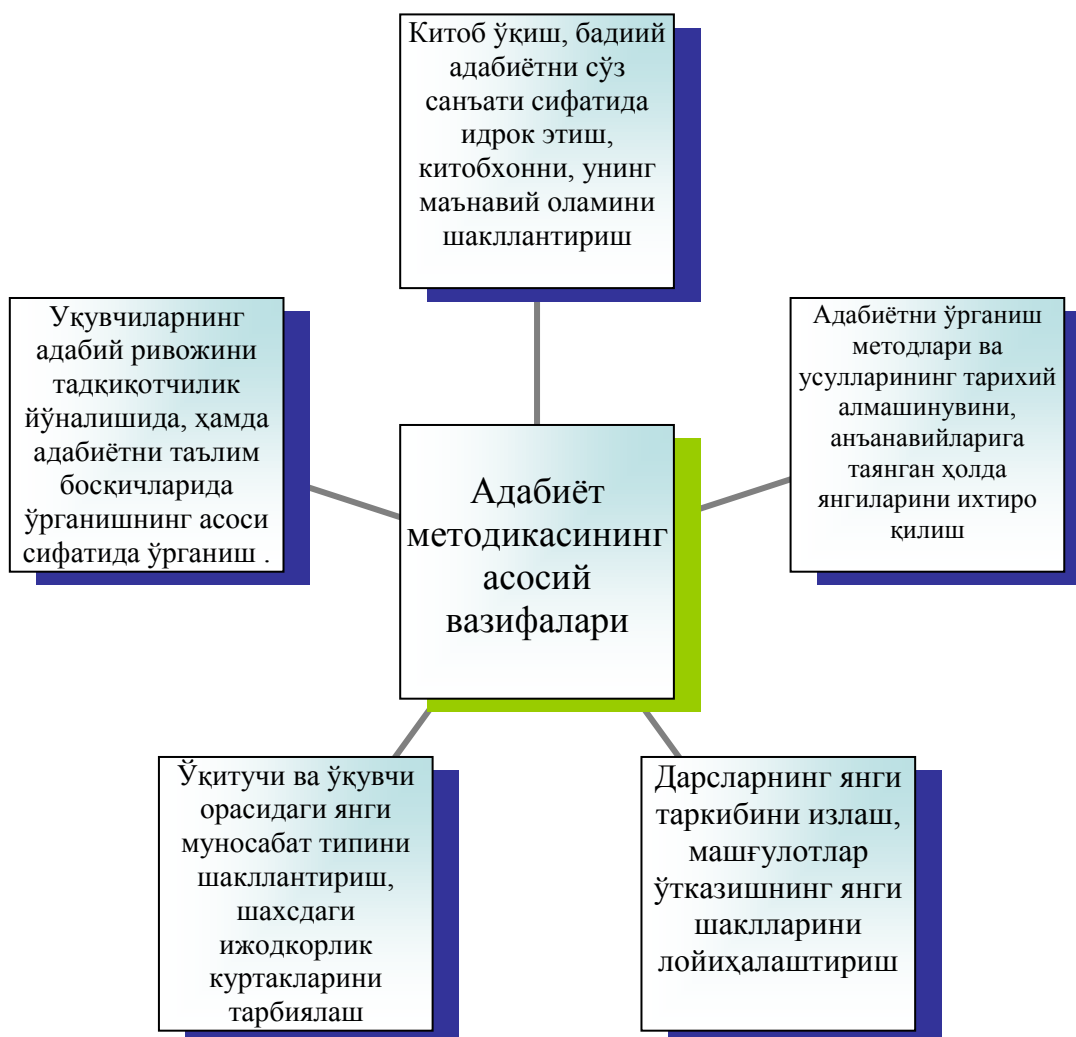 Китоб ўқиш, бадиий
адабиётни сўз
санъати сифатида
идрок этиш,
китобхонни, унинг
маънавий оламини
шакллантириш
Уқувчиларнинг
адабий ривожини
тадқиқотчилик
йўналишида, ҳамда
адабиётни таълим
босқичларида
ўрганишнинг асоси
сифатида ўрганиш .
Адабиётни ўрганиш
методлари ва
усулларининг тарихий
алмашинувини,
анъанавийларига
таянган ҳолда
янгиларини ихтиро
қилиш
Адабиёт
методикасининг
асосий
вазифалари
Ўқитучи ва ўқувчи
орасидаги янги
муносабат типини
шакллантириш,
шахсдаги
ижодкорлик
куртакларини
тарбиялаш
Дарсларнинг янги
таркибини излаш,
машғулотлар
ўтказишнинг янги
шаклларини
лойиҳалаштириш